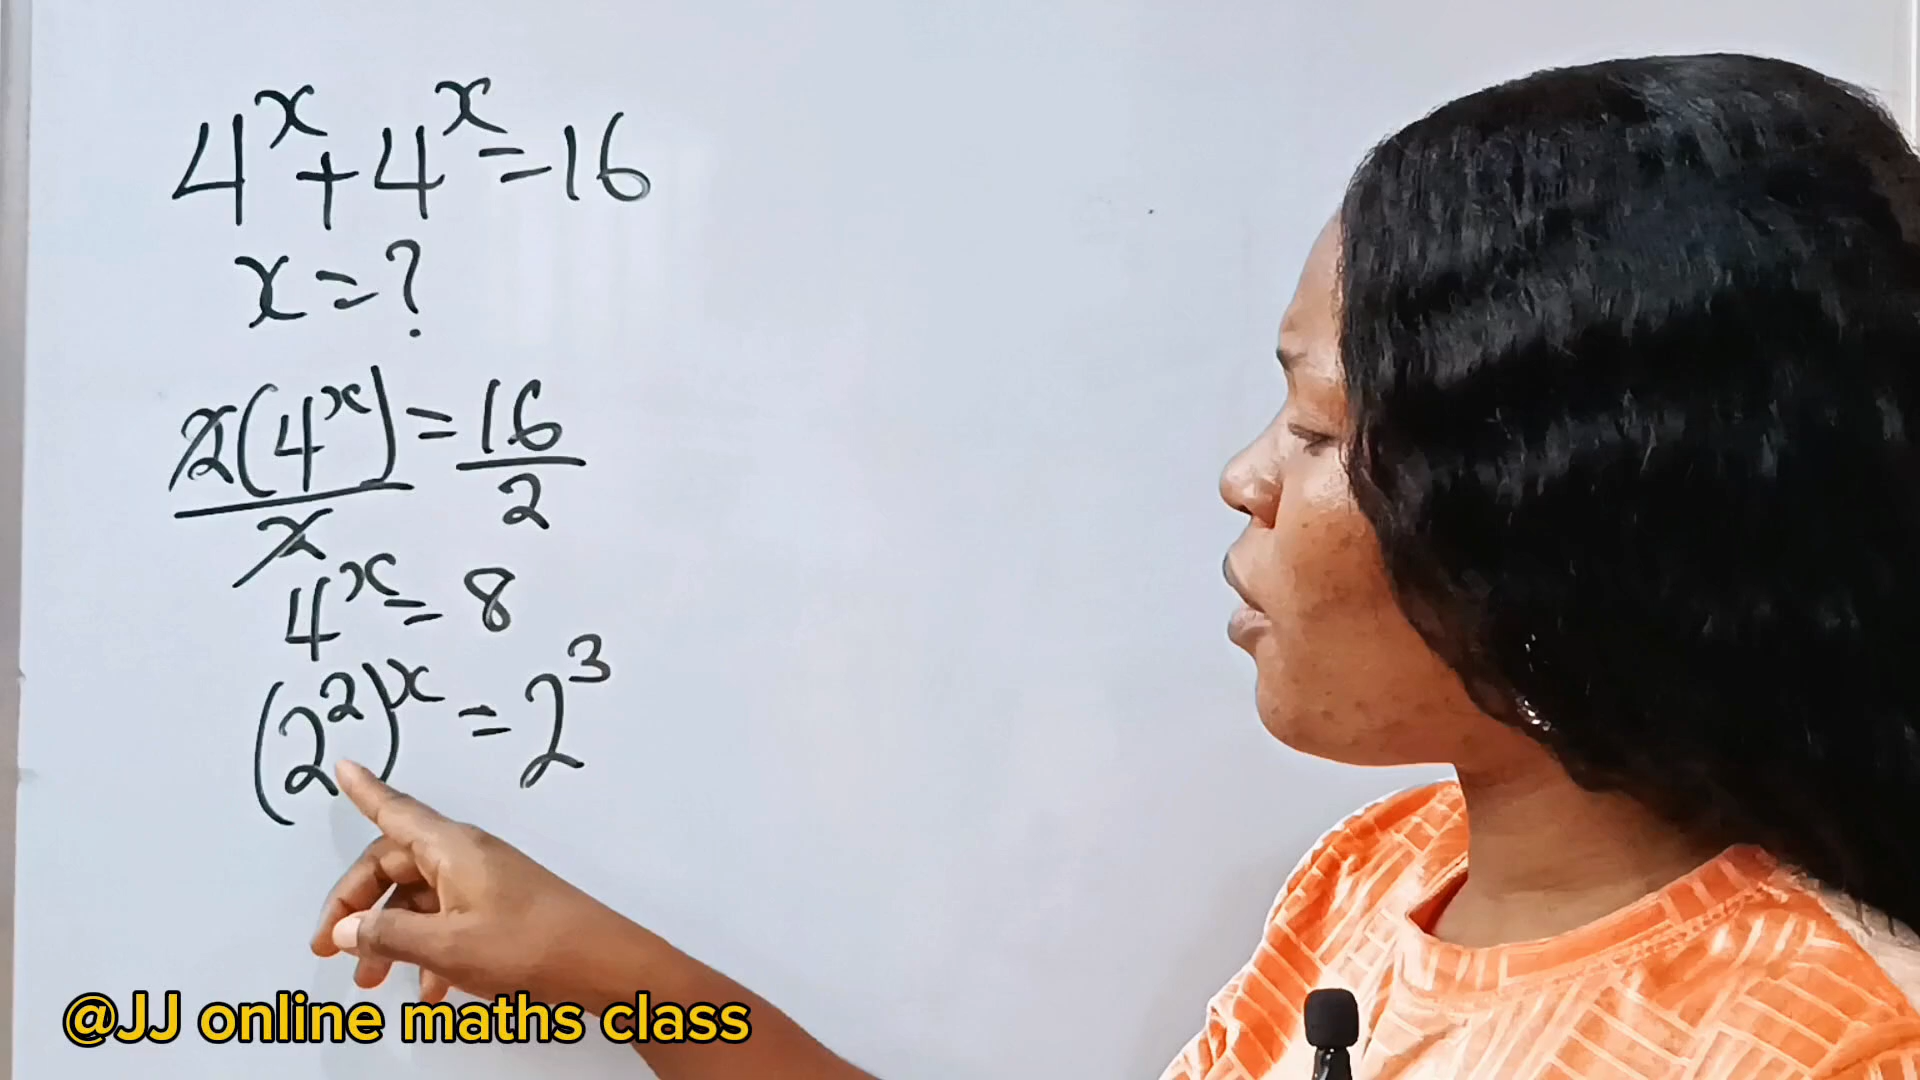 4^x + 4^x = 16
x = ?
2(4^x)/2 = 16/2
4^x = 8
(2^2)^x = 2^3
@JJ online maths class